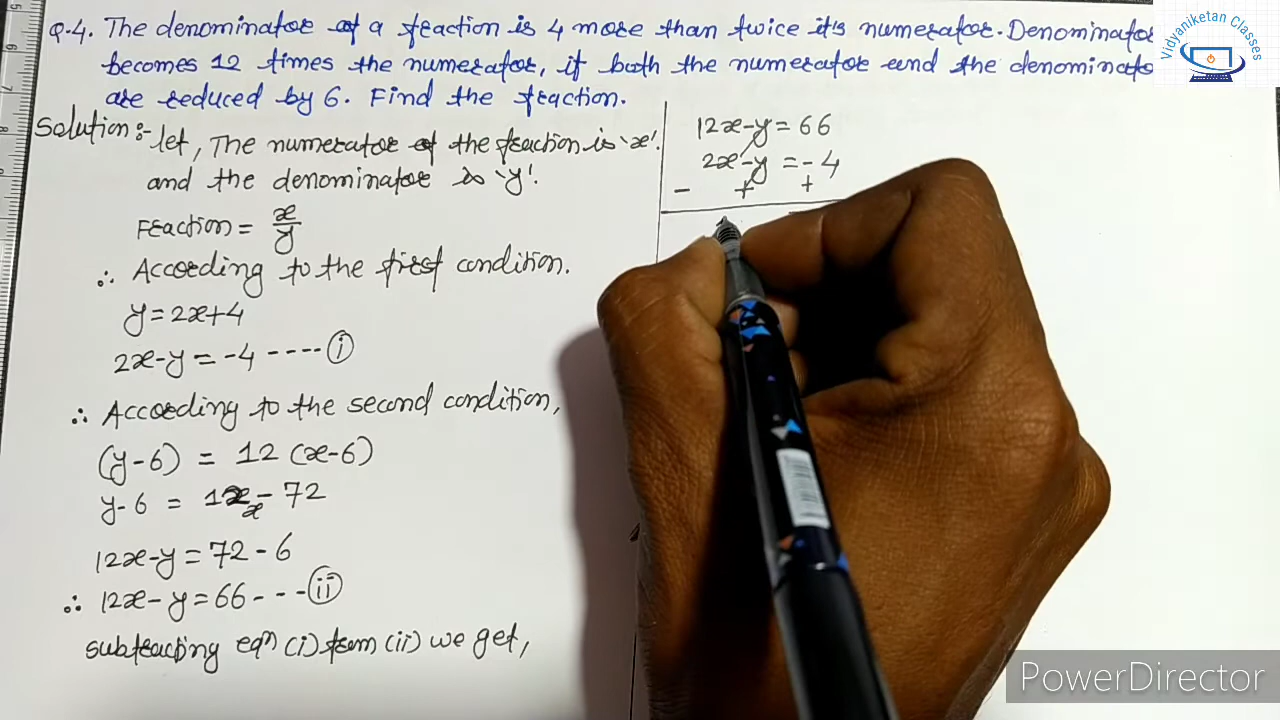 Q.4. The denominator of a fraction is 4 more than twice it's numerator. Denominator
becomes 12 times the numerator, if both the numerator and the denominator
are reduced by 6. Find the fraction.
Solution:- let, The numerator of the fraction is 'x'.
and the denominator is 'y'.
Fraction = x/y
∴ According to the first condition.
y = 2x+4
2x-y = -4 ---- (i)
∴ According to the second condition,
(y-6) = 12 (x-6)
y-6 = 12x - 72
12x-y = 72 - 6
∴ 12x-y = 66 --- (ii)
subtracting eqn (i) from (ii) we get,
12x-y = 66
2x-y = -4
- + +
Vidyaniketan Classes
PowerDirector